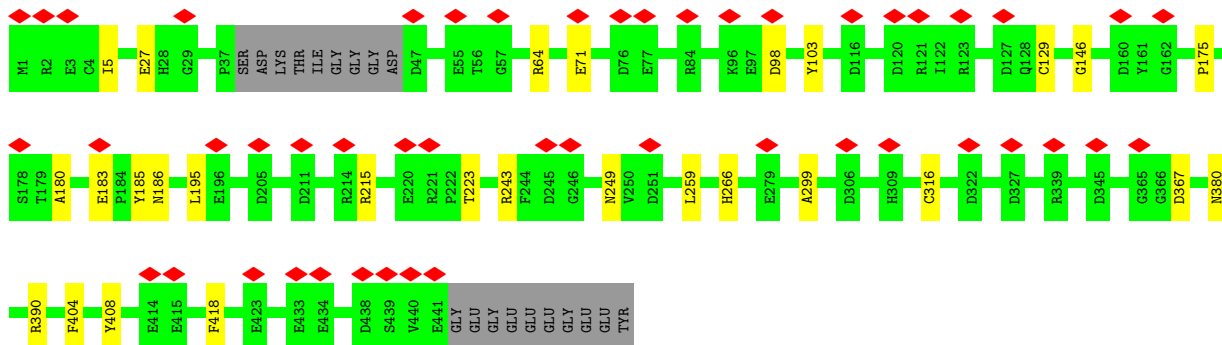 M1 R2 E3 C4 I5 E27 H28 G29 P37 SER ASP LYS THR ILE GLY GLY GLY ASP D47 E55 T56 G57 R64 E71 D76 E77 R84 K96 E97 D98 Y103 D116 D120 R121 I122 R123 D127 Q128 C129 G146 D160 Y161 G162 P175
S178 T179 A180 E183 P184 Y185 N186 L195 E196 D205 D211 R214 R215 E220 R221 P222 T223 R243 F244 D245 G246 N249 V250 D251 L259 H266 E279 A299 D306 H309 C316 D322 D327 R339 D345 G365 G366 D367 N380
R390 F404 Y408 E414 E415 F418 E423 E433 E434 D438 S439 V440 E441 GLY GLU GLY GLU GLU GLU GLY GLU GLU TYR